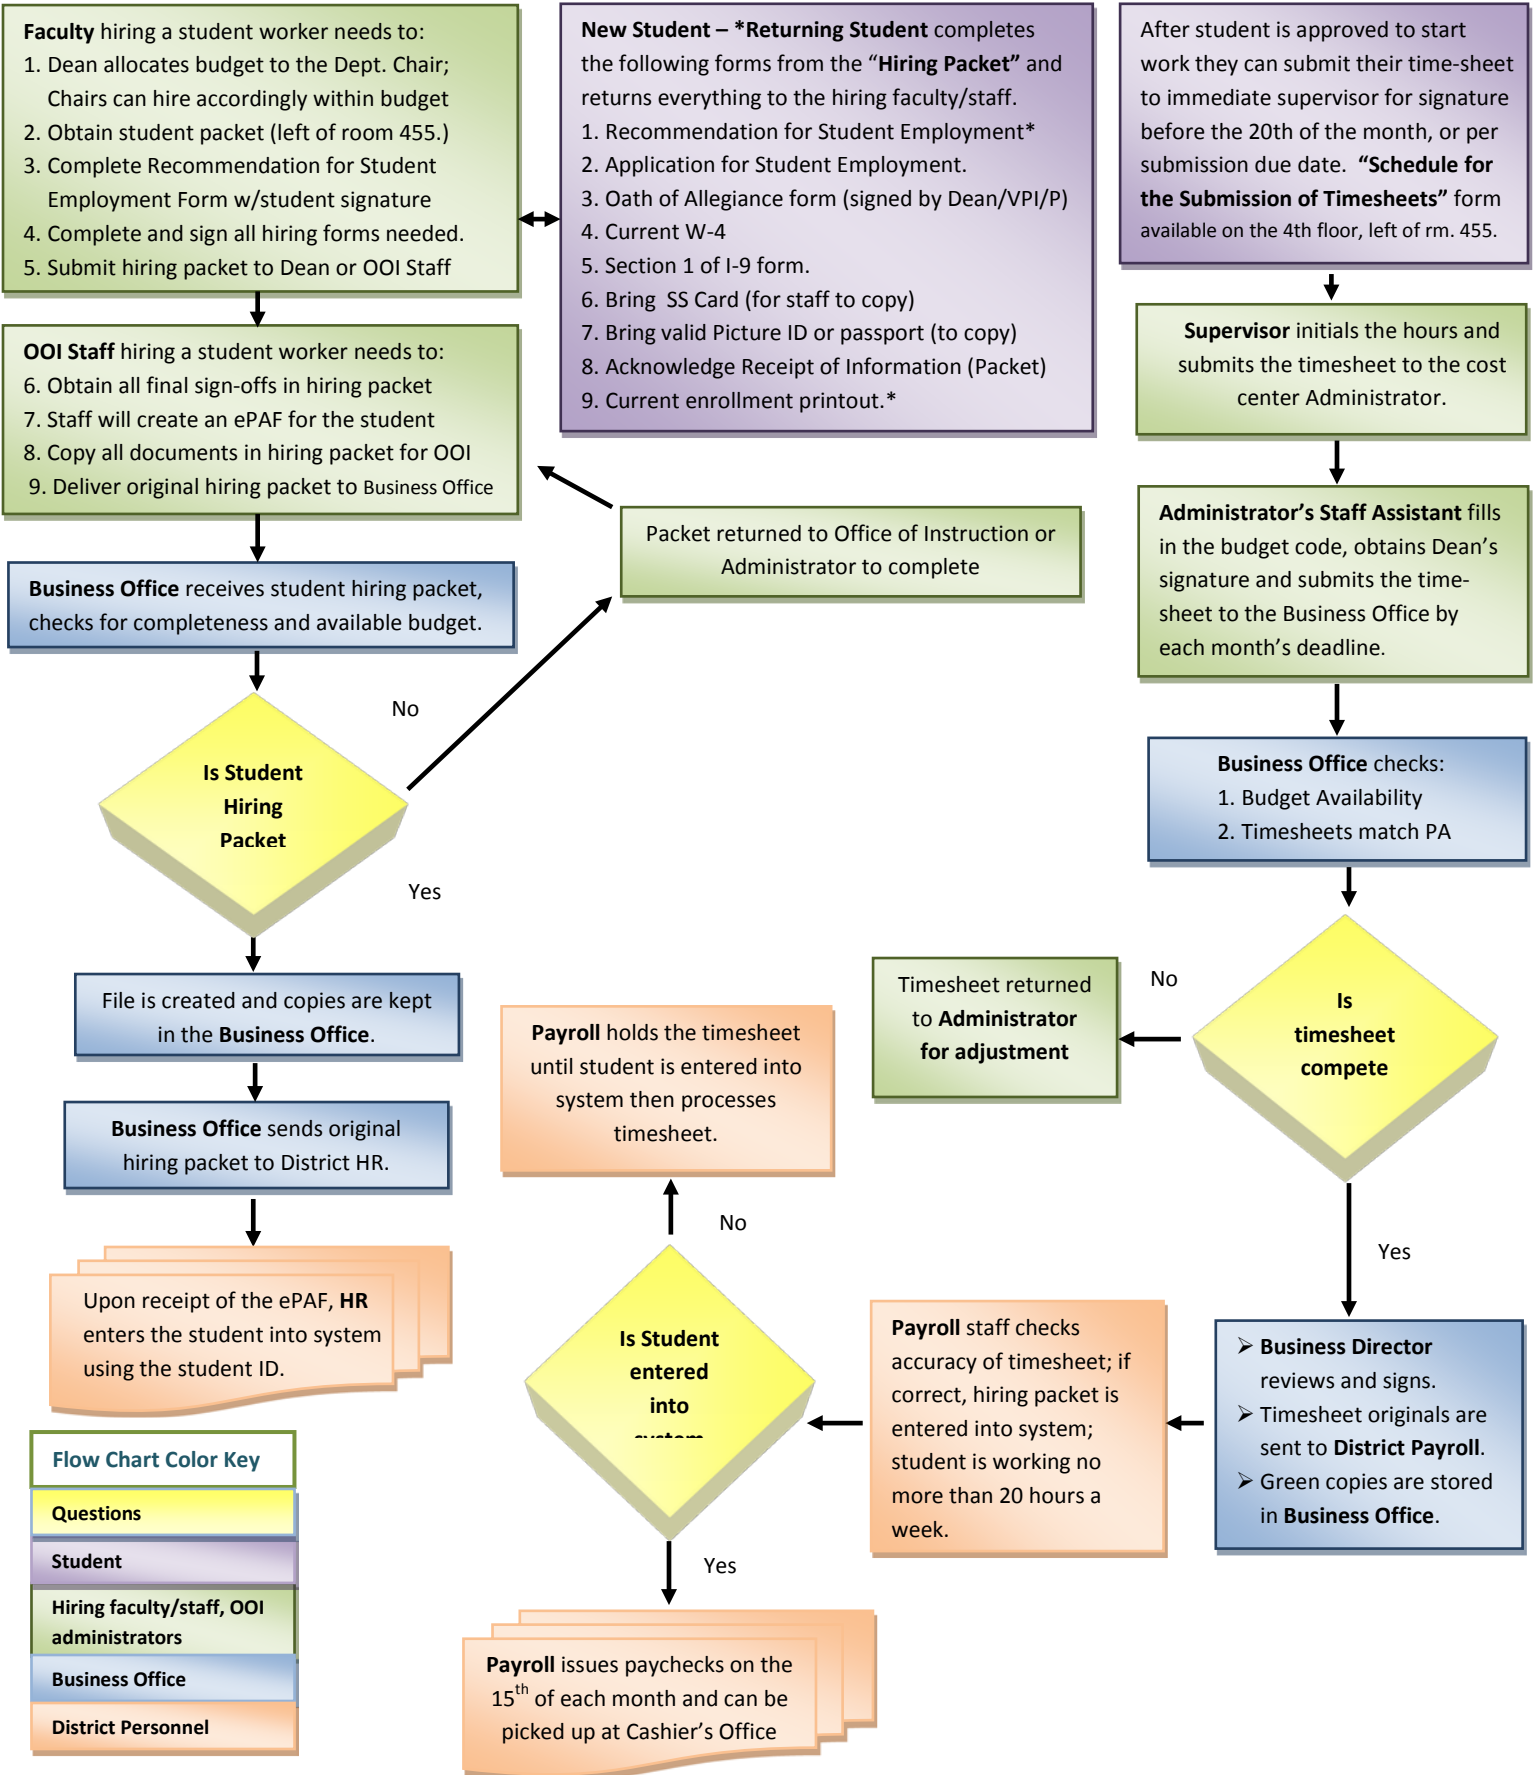 Faculty hiring a student worker needs to:
1. Dean allocates budget to the Dept. Chair;
Chairs can hire accordingly within budget
2. Obtain student packet (left of room 455.)
3. Complete Recommendation for Student
Employment Form w/student signature
4. Complete and sign all hiring forms needed.
5. Submit hiring packet to Dean or OOI Staff
OOI Staff hiring a student worker needs to:
6. Obtain all final sign-offs in hiring packet
7. Staff will create an ePAF for the student
8. Copy all documents in hiring packet for OOI
9. Deliver original hiring packet to Business Office
Business Office receives student hiring packet,
checks for completeness and available budget.
No
Is Student
Hiring
Packet
Yes
File is created and copies are kept
in the Business Office.
Business Office sends original
hiring packet to District HR.
Upon receipt of the ePAF, HR
enters the student into system
using the student ID.
New Student – *Returning Student completes
the following forms from the “Hiring Packet” and
returns everything to the hiring faculty/staff.
1. Recommendation for Student Employment*
2. Application for Student Employment.
3. Oath of Allegiance form (signed by Dean/VPI/P)
4. Current W-4
5. Section 1 of I-9 form.
6. Bring  SS Card (for staff to copy)
7. Bring valid Picture ID or passport (to copy)
8. Acknowledge Receipt of Information (Packet)
9. Current enrollment printout.*
Packet returned to Office of Instruction or
Administrator to complete
After student is approved to start
work they can submit their time-sheet
to immediate supervisor for signature
before the 20th of the month, or per
submission due date.  “Schedule for
the Submission of Timesheets” form
available on the 4th floor, left of rm. 455.
Supervisor initials the hours and
submits the timesheet to the cost
center Administrator.
Administrator’s Staff Assistant fills
in the budget code, obtains Dean’s
signature and submits the time-
sheet to the Business Office by
each month’s deadline.
Business Office checks:
1. Budget Availability
2. Timesheets match PA
Is
timesheet
compete
No
Timesheet returned
to Administrator
for adjustment
Yes
➢ Business Director
reviews and signs.
➢ Timesheet originals are
sent to District Payroll.
➢ Green copies are stored
in Business Office.
Payroll staff checks
accuracy of timesheet; if
correct, hiring packet is
entered into system;
student is working no
more than 20 hours a
week.
Is Student
entered
into
system
No
Payroll holds the timesheet
until student is entered into
system then processes
timesheet.
Yes
Payroll issues paychecks on the
15th of each month and can be
picked up at Cashier’s Office
Flow Chart Color Key
Questions
Student
Hiring faculty/staff, OOI
administrators
Business Office
District Personnel